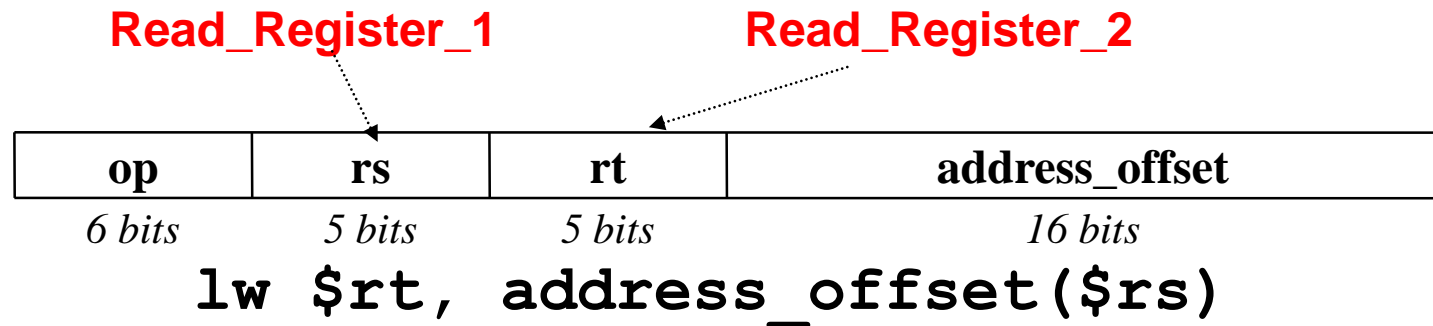 Read_Register_1 Read_Register_2
op rs rt address_offset
6 bits 5 bits 5 bits 16 bits
lw $rt, address_offset($rs)